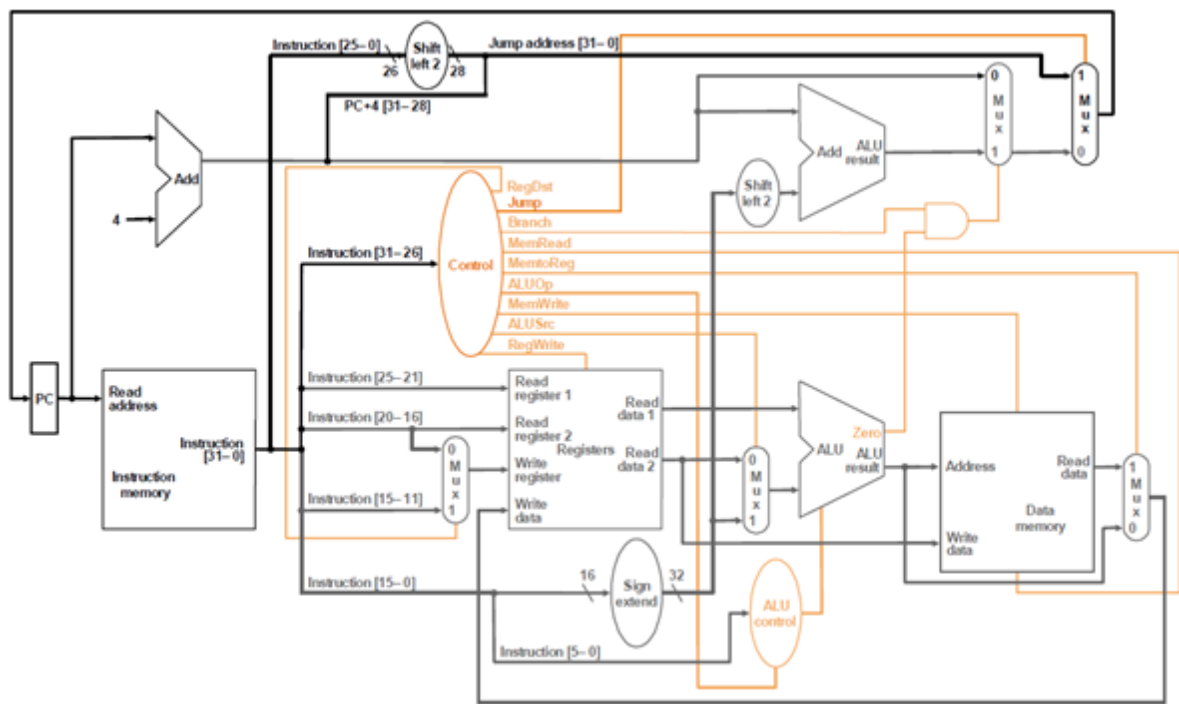 Instruction [25–0]
26
Shift
left 2
28
Jump address [31–0]
PC+4 [31–28]
Add
4
0
M
u
x
1
1
M
u
x
0
Add
ALU
result
Shift
left 2
RegDst
Jump
Branch
MemRead
MemtoReg
ALUOp
MemWrite
ALUSrc
RegWrite
Control
Instruction [31–26]
PC
Read
address
Instruction
[31–0]
Instruction
memory
Instruction [25–21]
Instruction [20–16]
Instruction [15–11]
0
M
u
x
1
Read
register 1
Read
register 2
Write
register
Write
data
Registers
Read
data 1
Read
data 2
0
M
u
x
1
Zero
ALU
ALU
result
Address
Write
data
Read
data
Data
memory
1
M
u
x
0
Instruction [15–0]
16
Sign
extend
32
Instruction [5–0]
ALU
control